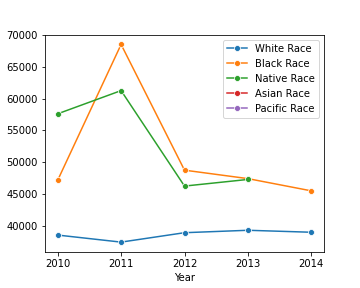 70000
65000
60000
55000
50000
45000
40000
2010 2011 2012 2013 2014
Year
White Race
Black Race
Native Race
Asian Race
Pacific Race